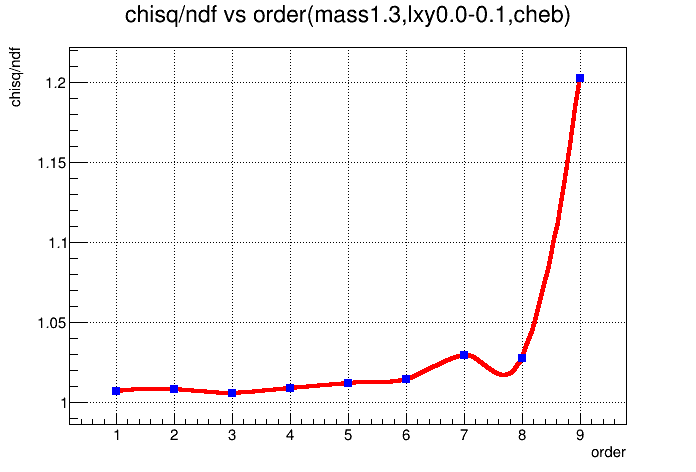 chisq/ndf vs order(mass1.3,lxy0.0-0.1,cheb)
chisq/ndf
1.2
1.15
1.1
1.05
1
1 2 3 4 5 6 7 8 9
order